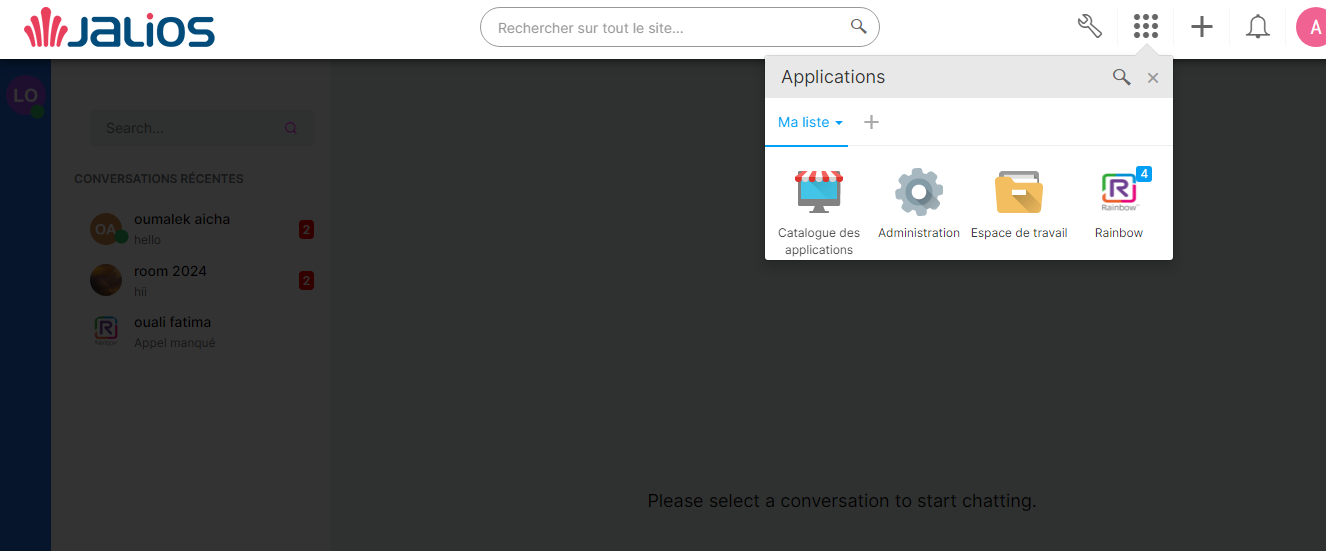 JALIOS
Rechercher sur tout le site...
A
Applications
Ma liste
Catalogue des
applications
Administration
Espace de travail
4
Rainbow
Rainbow
LO
Search...
CONVERSATIONS RÉCENTES
OA
oumalek aicha
hello
2
room 2024
hii
2
ouali fatima
Appel manqué
Please select a conversation to start chatting.